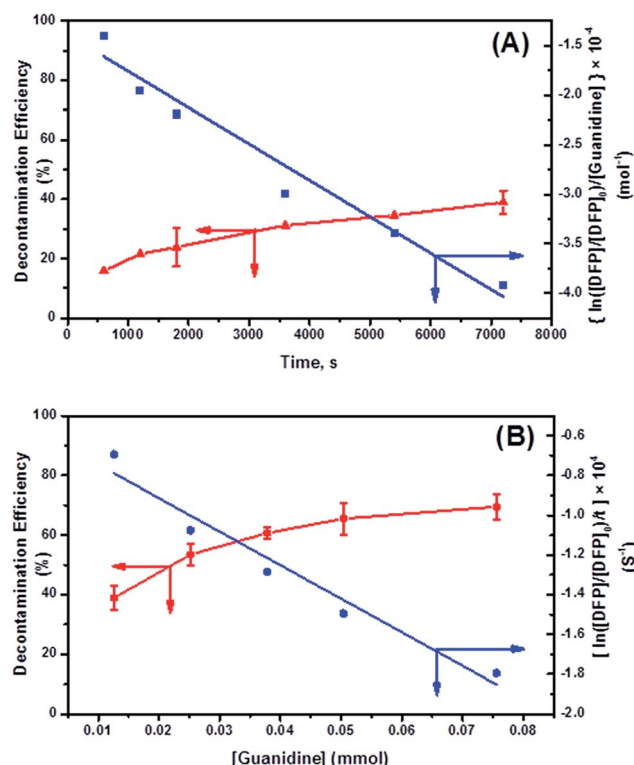 (A)
100
80
60
40
20
0
Decontamination Efficiency
(%)
0 1000 2000 3000 4000 5000 6000 7000 8000
Time, s
-1.5
-2.0
-2.5
-3.0
-3.5
-4.0
{ ln([DFP]/[DFP]₀)/[Guanidine] } × 10⁻⁴
(mol⁻¹)
(B)
100
80
60
40
20
0
Decontamination Efficiency
(%)
0.01 0.02 0.03 0.04 0.05 0.06 0.07 0.08
[Guanidine] (mmol)
-0.6
-0.8
-1.0
-1.2
-1.4
-1.6
-1.8
-2.0
[ ln([DFP]/[DFP]₀)/t ] × 10⁴
(S⁻¹)